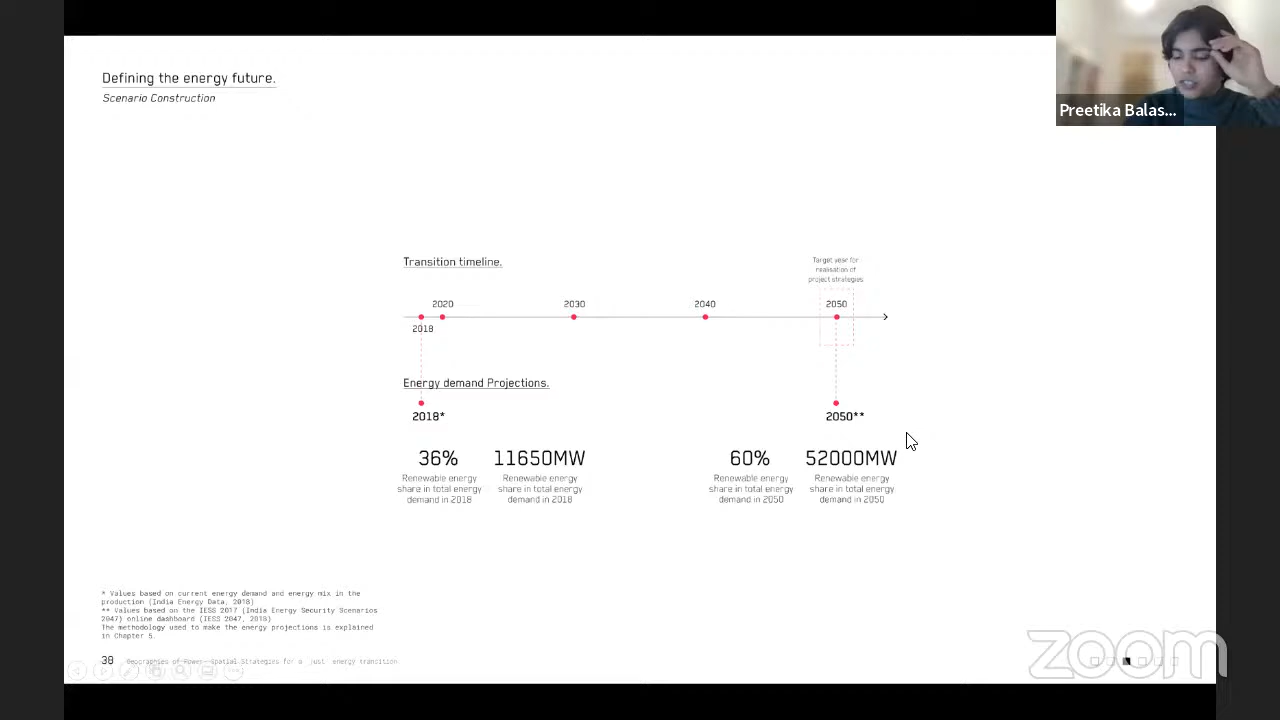 Defining the energy future.
Scenario Construction
Preetika Balas...
Transition timeline.
Target year for
realisation of
project strategies
2020
2030
2040
2050
2018
Energy demand Projections.
2018*
2050**
36%
11650MW
60%
52000MW
Renewable energy
share in total energy
demand in 2018
Renewable energy
share in total energy
demand in 2018
Renewable energy
share in total energy
demand in 2050
Renewable energy
share in total energy
demand in 2050
* Values based on current energy demand and energy mix in the
production (India Energy Data, 2018)
** Values based on the IESS 2017 (India Energy Security Scenarios
2047) online dashboard (IESS 2047, 2018)
The methodology used to make the energy projections is explained
in Chapter 5.
38 Geographies of Power- Spatial Strategies for a 'just' energy transition
zoom